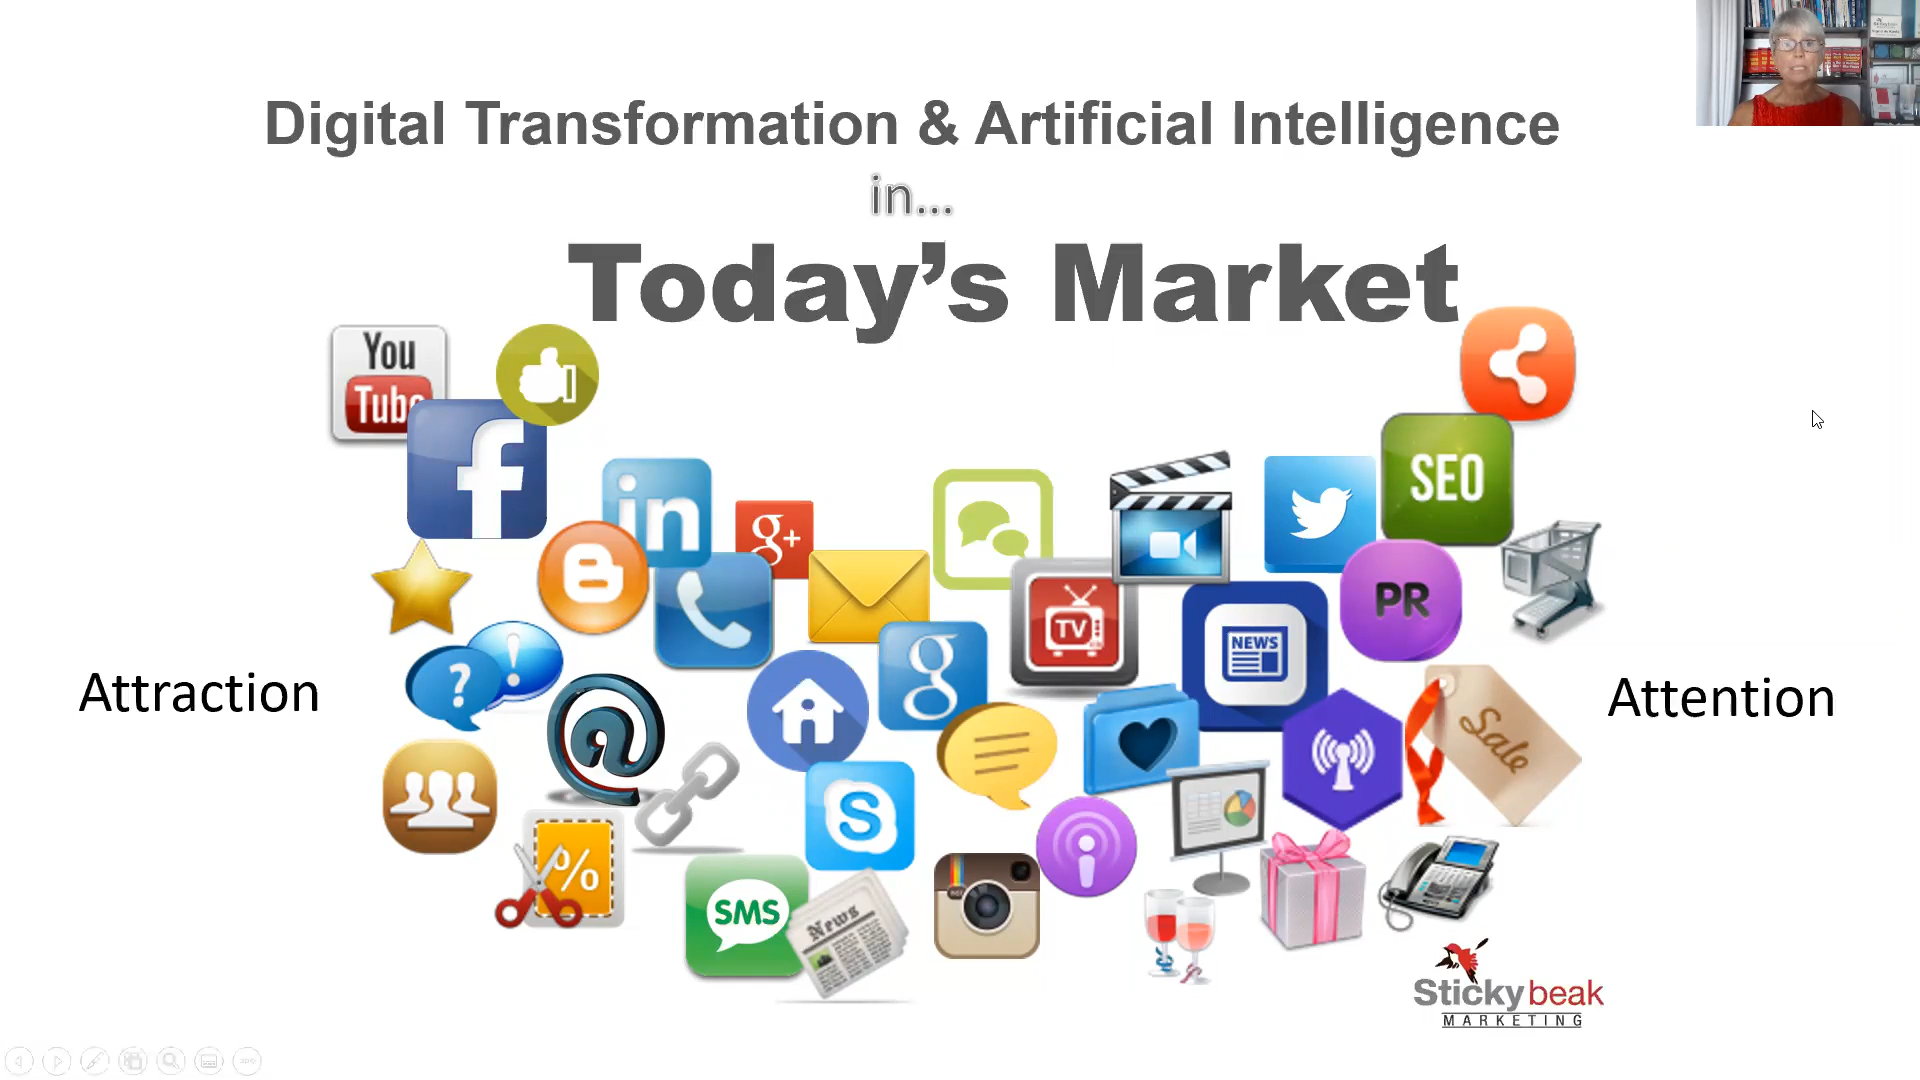 Digital Transformation & Artificial Intelligence
in...
Today's Market
You
Tube
f
in
g+
SEO
B
TV
NEWS
PR
? !
g
Attraction
Attention
@
Sale
S
%
SMS
News
Stickybeak
MARKETING